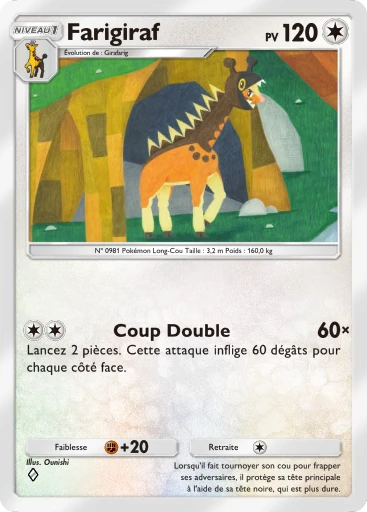 NIVEAU 1
Farigiraf
PV 120
Évolution de : Girafarig
N° 0981 Pokémon Long-Cou Taille : 3,2 m Poids : 160,0 kg
Coup Double 60×
Lancez 2 pièces. Cette attaque inflige 60 dégâts pour
chaque côté face.
Faiblesse +20 Retraite
Illus. Ounishi
Lorsqu'il fait tournoyer son cou pour frapper
ses adversaires, il protège sa tête principale
à l'aide de sa tête noire, qui est plus dure.